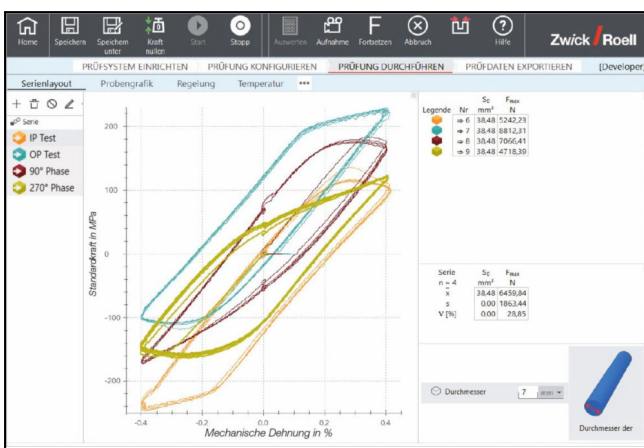 Home
Speichern
Speichern unter
Kraft nullen
Start
Stopp
Auswerten
Aufnahme
Fortsetzen
Abbruch
Hilfe
Zwick / Roell
PRÜFSYSTEM EINRICHTEN PRÜFUNG KONFIGURIEREN PRÜFUNG DURCHFÜHREN PRÜFDATEN EXPORTIEREN [Developer]
Serienlayout Probengrafik Regelung Temperatur •••
Serie
IP Test
OP Test
90° Phase
270° Phase
Standardkraft in MPa
200
100
0
-100
-200
-0.4 -0.2 0.0 0.2 0.4
Mechanische Dehnung in %
S₀ Fmax
Legende Nr mm² N
6 38,48 5242,23
7 38,48 8812,31
8 38,48 7066,41
9 38,48 4718,39
Serie S₀ Fmax
n = 4 mm² N
x̄ 38,48 6459,84
s 0,00 1863,44
V [%] 0,00 28,85
Durchmesser 7 mm
Durchmesser der